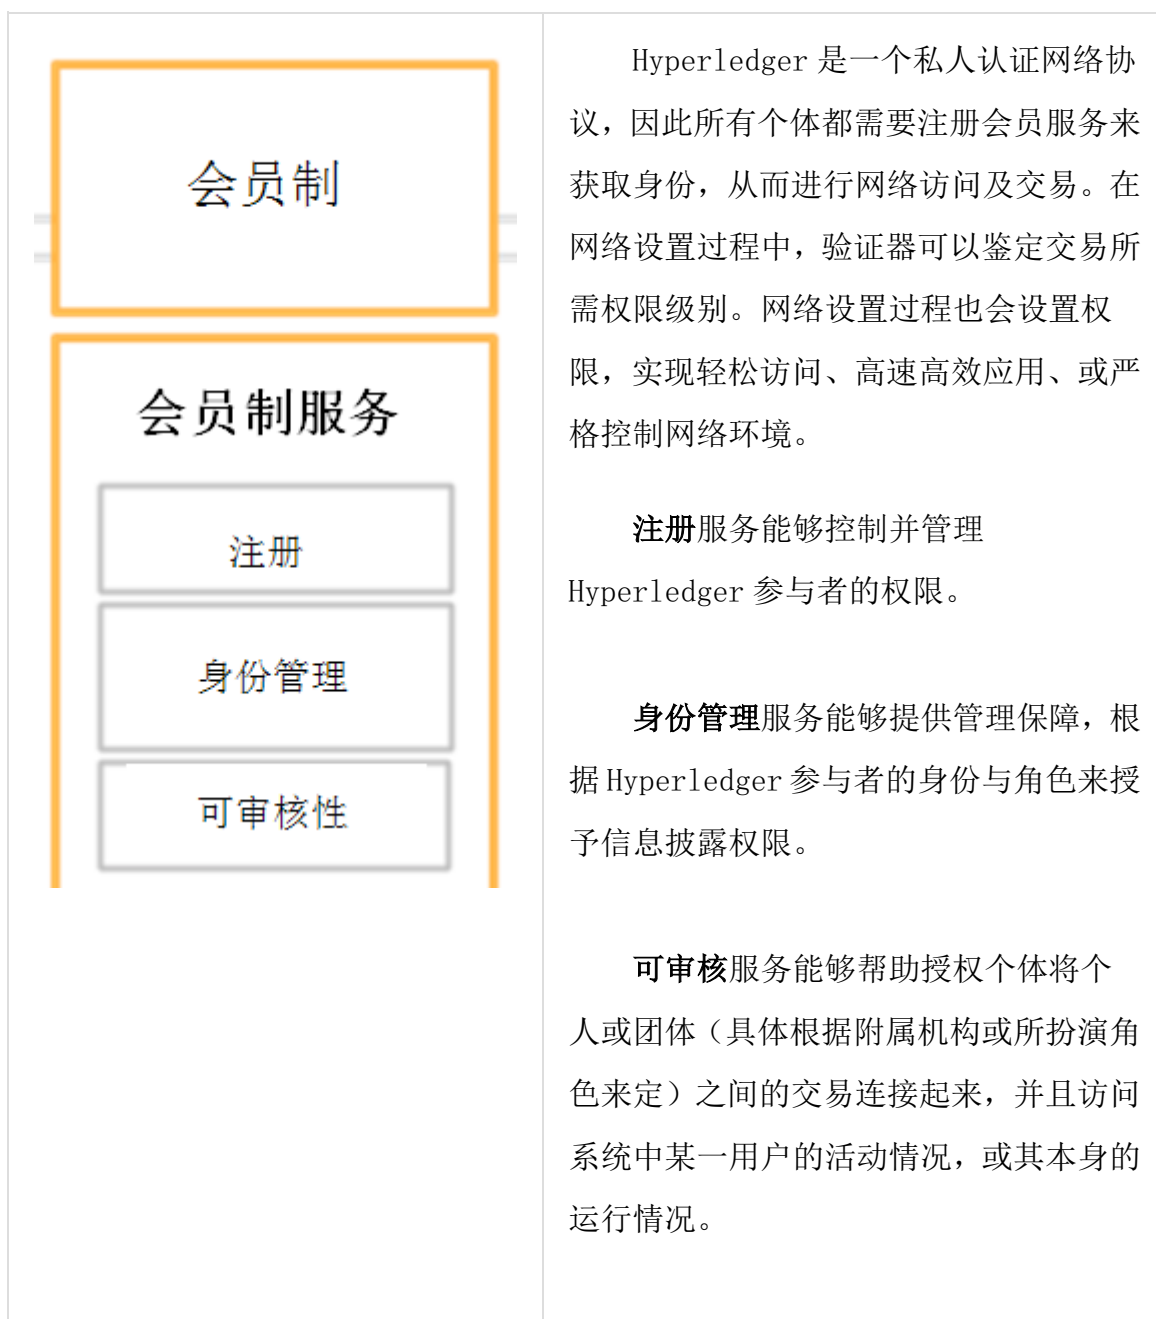 会员制
会员制服务
注册
身份管理
可审核性
Hyperledger 是一个私人认证网络协
议，因此所有个体都需要注册会员服务来
获取身份，从而进行网络访问及交易。在
网络设置过程中，验证器可以鉴定交易所
需权限级别。网络设置过程也会设置权
限，实现轻松访问、高速高效应用、或严
格控制网络环境。
注册服务能够控制并管理
Hyperledger 参与者的权限。
身份管理服务能够提供管理保障，根
据 Hyperledger 参与者的身份与角色来授
予信息披露权限。
可审核服务能够帮助授权个体将个
人或团体（具体根据附属机构或所扮演角
色来定）之间的交易连接起来，并且访问
系统中某一用户的活动情况，或其本身的
运行情况。